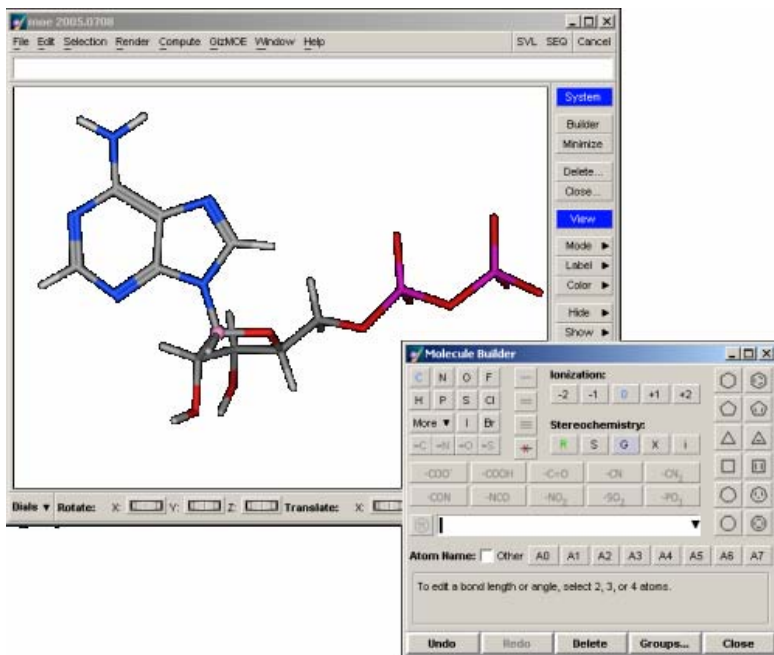 moe 2005.0708
File Edit Selection Render Compute GizMOE Window Help SVL SEQ Cancel
System
Builder
Minimize
Delete...
Close...
View
Mode
Label
Color
Hide
Show
Dials Rotate: X: Y: Z: Translate: X:
Molecule Builder
C N O F
H P S Cl
More I Br
=C =N =O =S
Ionization:
-2 -1 0 +1 +2
Stereochemistry:
R S G X i
-COO⁻ -COOH -C=O -CN -CN₂
-CON -NCO -NO₂ -SO₂ -PO₃
Atom Name: Other A0 A1 A2 A3 A4 A5 A6 A7
To edit a bond length or angle, select 2, 3, or 4 atoms.
Undo Redo Delete Groups... Close